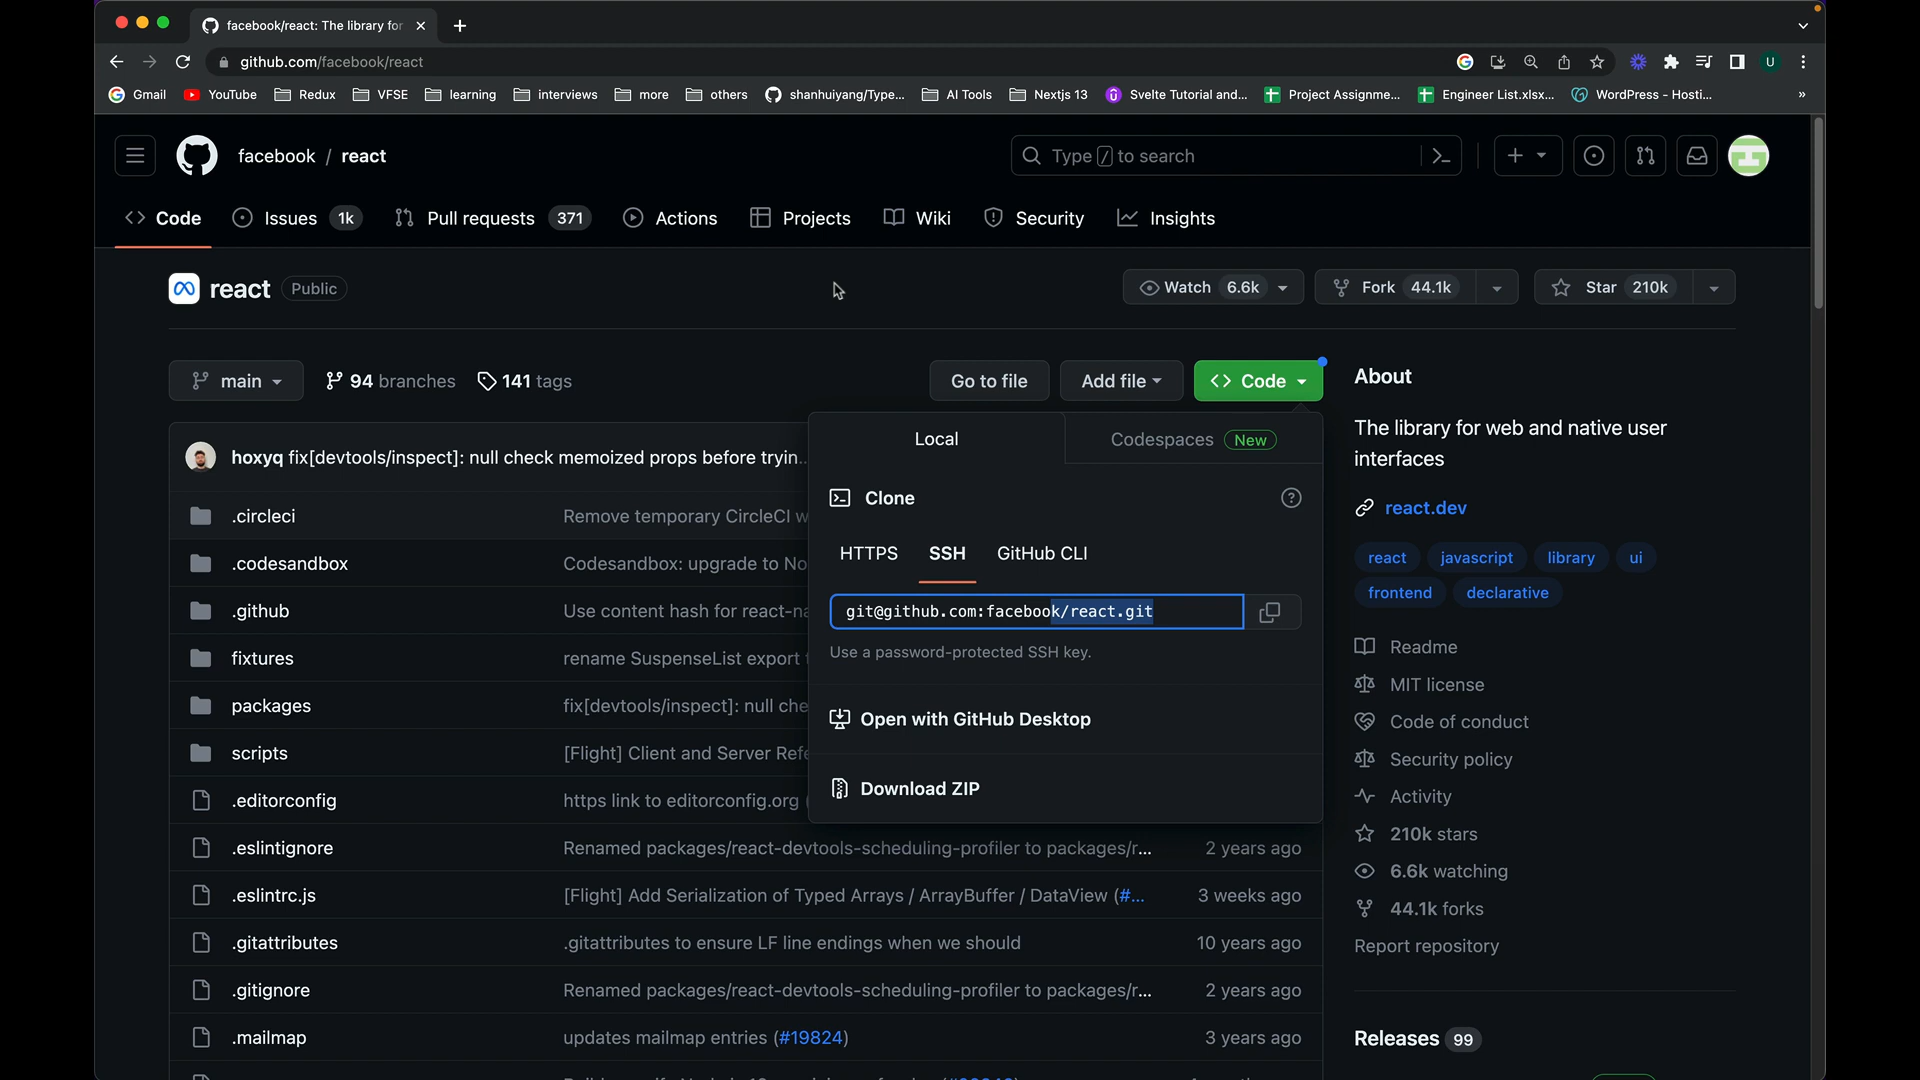 facebook/react: The library for
github.com/facebook/react
Gmail YouTube Redux VFSE learning interviews more others shanhuiyang/Type... AI Tools Nextjs 13 Svelte Tutorial and... Project Assignme... Engineer List.xlsx... WordPress - Hosti... »
U
facebook / react
Type / to search
Code Issues 1k Pull requests 371 Actions Projects Wiki Security Insights
react Public
Watch 6.6k Fork 44.1k Star 210k
main 94 branches 141 tags
Go to file Add file Code
hoxyq fix[devtools/inspect]: null check memoized props before tryin...
.circleci Remove temporary CircleCI w
.codesandbox Codesandbox: upgrade to No
.github Use content hash for react-na
fixtures rename SuspenseList export
packages fix[devtools/inspect]: null che
scripts [Flight] Client and Server Refe
.editorconfig https link to editorconfig.org (
.eslintignore Renamed packages/react-devtools-scheduling-profiler to packages/r... 2 years ago
.eslintrc.js [Flight] Add Serialization of Typed Arrays / ArrayBuffer / DataView (#... 3 weeks ago
.gitattributes .gitattributes to ensure LF line endings when we should 10 years ago
.gitignore Renamed packages/react-devtools-scheduling-profiler to packages/r... 2 years ago
.mailmap updates mailmap entries (#19824) 3 years ago
Local Codespaces New
Clone
HTTPS SSH GitHub CLI
git@github.com:facebook/react.git
Use a password-protected SSH key.
Open with GitHub Desktop
Download ZIP
About
The library for web and native user
interfaces
react.dev
react javascript library ui
frontend declarative
Readme
MIT license
Code of conduct
Security policy
Activity
210k stars
6.6k watching
44.1k forks
Report repository
Releases 99